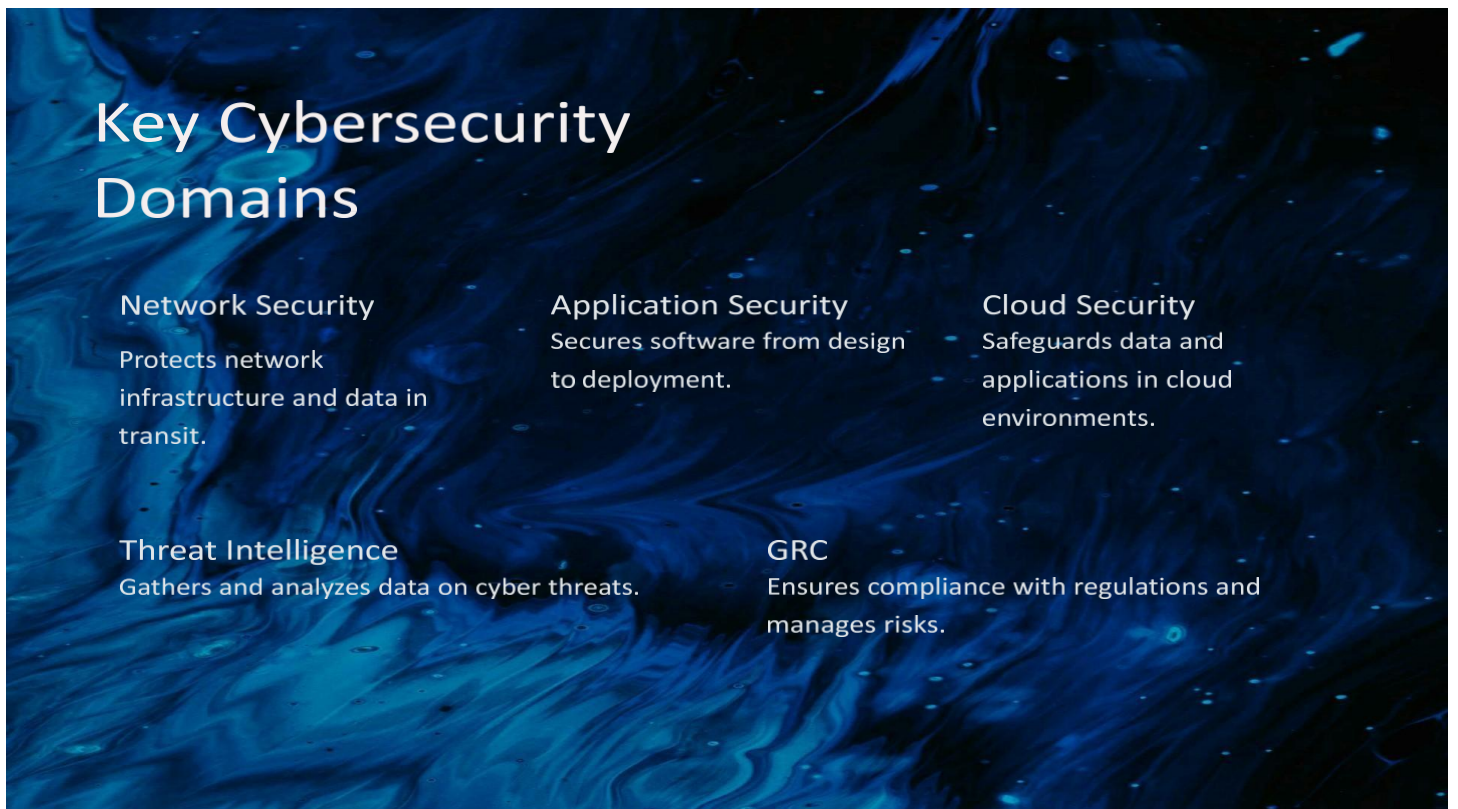 Key Cybersecurity
Domains
Network Security
Protects network
infrastructure and data in
transit.
Application Security
Secures software from design
to deployment.
Cloud Security
Safeguards data and
applications in cloud
environments.
Threat Intelligence
Gathers and analyzes data on cyber threats.
GRC
Ensures compliance with regulations and
manages risks.